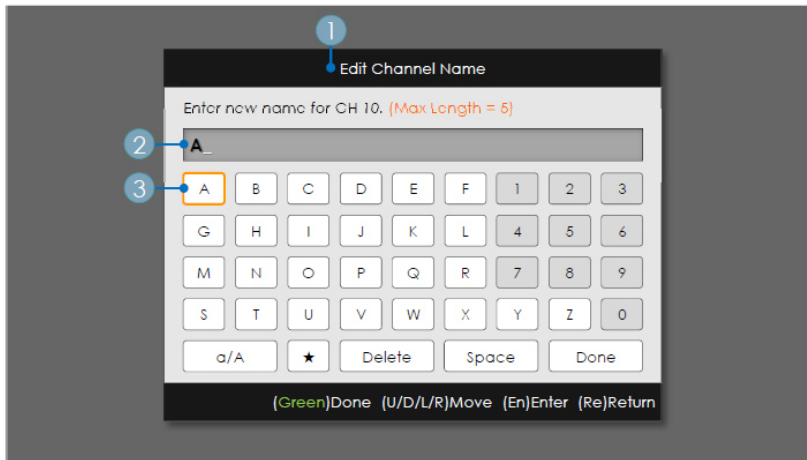 1
Edit Channel Name
Enter new name for CH 10. (Max Length = 5)
2 A_
3 A B C D E F 1 2 3
G H I J K L 4 5 6
M N O P Q R 7 8 9
S T U V W X Y Z 0
a/A ★ Delete Space Done
(Green)Done (U/D/L/R)Move (En)Enter (Re)Return